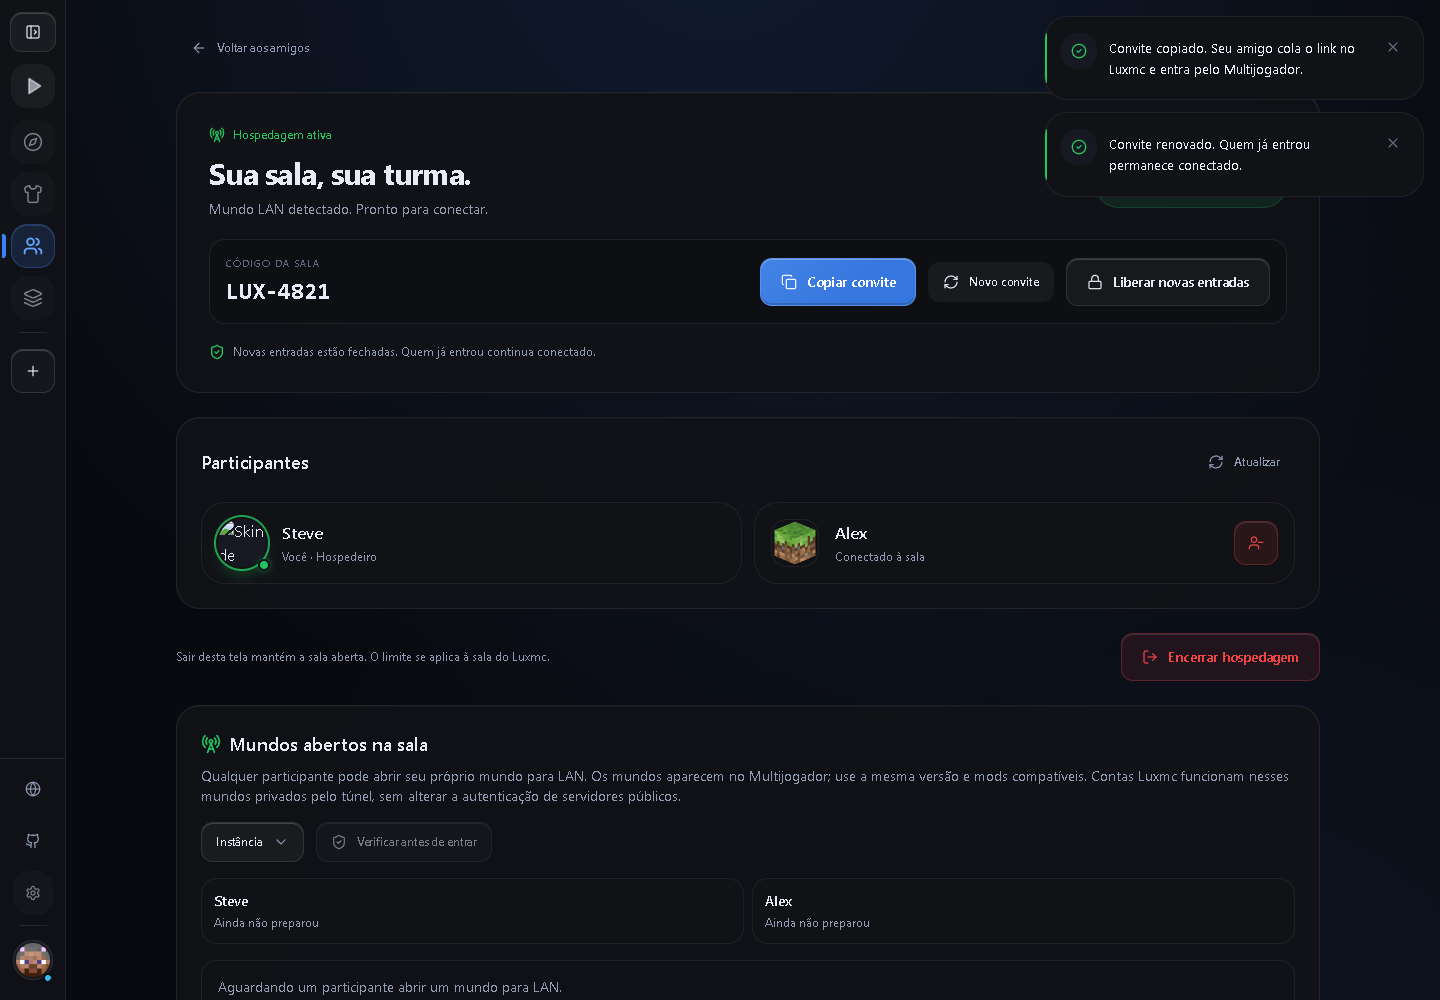 Voltar aos amigos
Convite copiado. Seu amigo cola o link no
Luxmc e entra pelo Multijogador.
Convite renovado. Quem já entrou
permanece conectado.
Hospedagem ativa
Sua sala, sua turma.
Mundo LAN detectado. Pronto para conectar.
CÓDIGO DA SALA
LUX-4821
Copiar convite
Novo convite
Liberar novas entradas
Novas entradas estão fechadas. Quem já entrou continua conectado.
Participantes
Atualizar
Skin
de
Steve
Você · Hospedeiro
Alex
Conectado à sala
Sair desta tela mantém a sala aberta. O limite se aplica à sala do Luxmc.
Encerrar hospedagem
Mundos abertos na sala
Qualquer participante pode abrir seu próprio mundo para LAN. Os mundos aparecem no Multijogador; use a mesma versão e mods compatíveis. Contas Luxmc funcionam nesses
mundos privados pelo túnel, sem alterar a autenticação de servidores públicos.
Instância
Verificar antes de entrar
Steve
Ainda não preparou
Alex
Ainda não preparou
Aguardando um participante abrir um mundo para LAN.